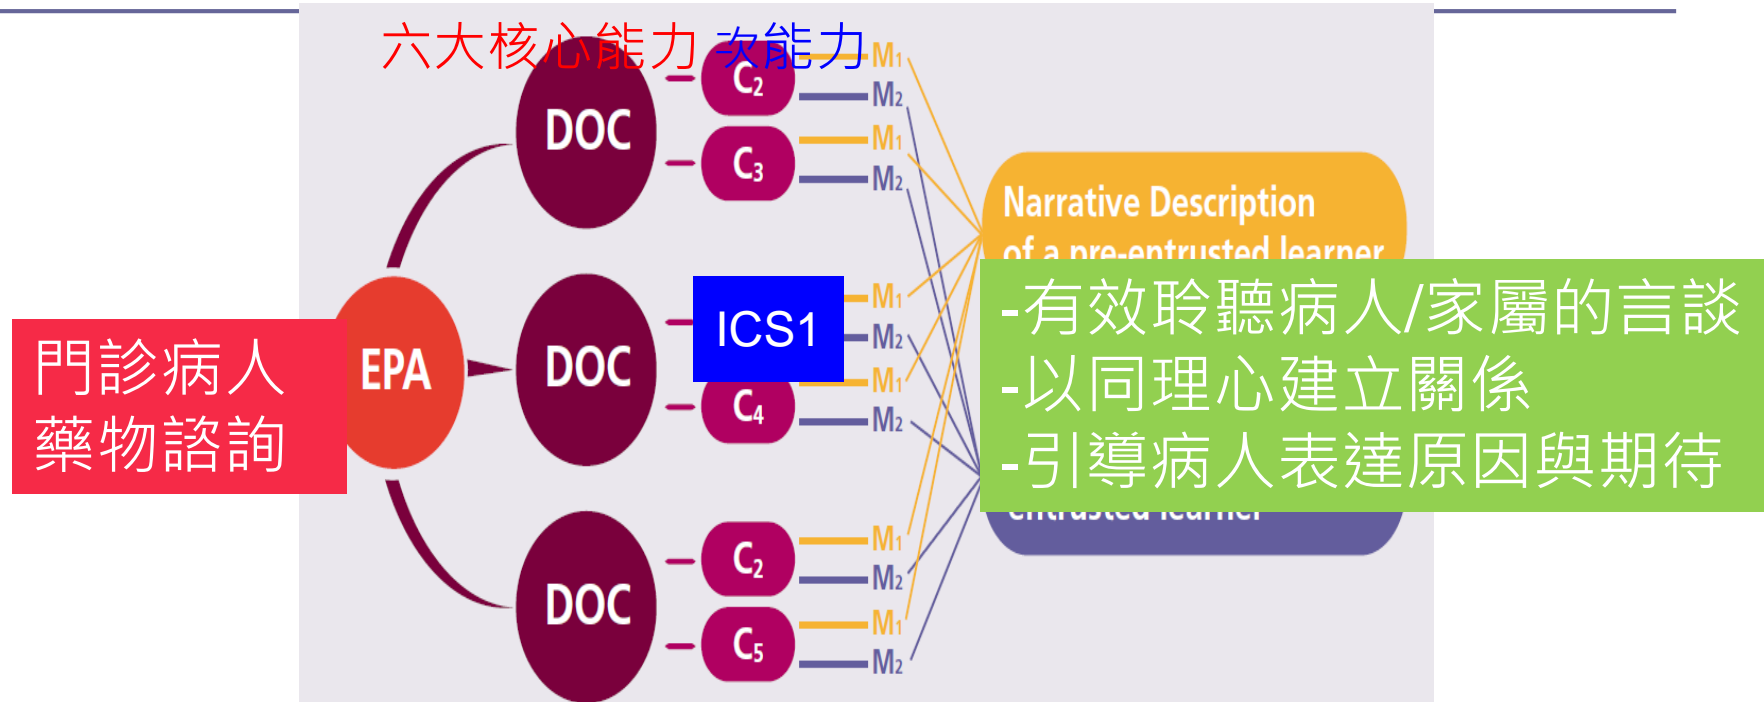 六大核心能力 次能力
C2
M1
M2
DOC
C3
M1
M2
Narrative Description
of a pre-entrusted learner
門診病人
藥物諮詢
EPA
DOC
ICS1
M1
M2
C4
M1
M2
-有效聆聽病人/家屬的言談
-以同理心建立關係
-引導病人表達原因與期待
entrusted learner
DOC
C2
M1
M2
C5
M1
M2